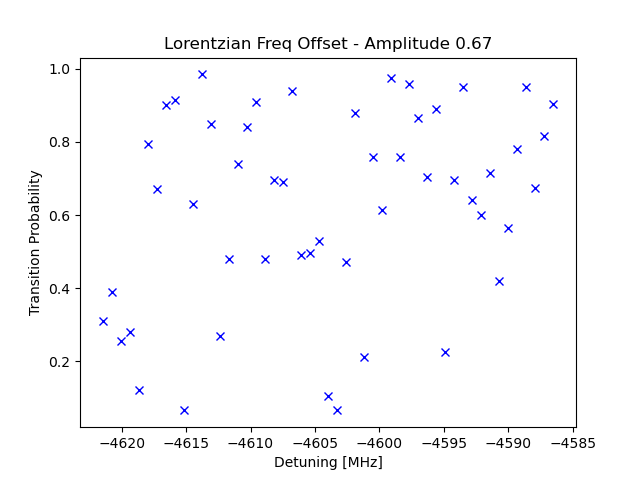 Lorentzian Freq Offset - Amplitude 0.67
1.0
0.8
0.6
0.4
0.2
Transition Probability
−4620 −4615 −4610 −4605 −4600 −4595 −4590 −4585
Detuning [MHz]